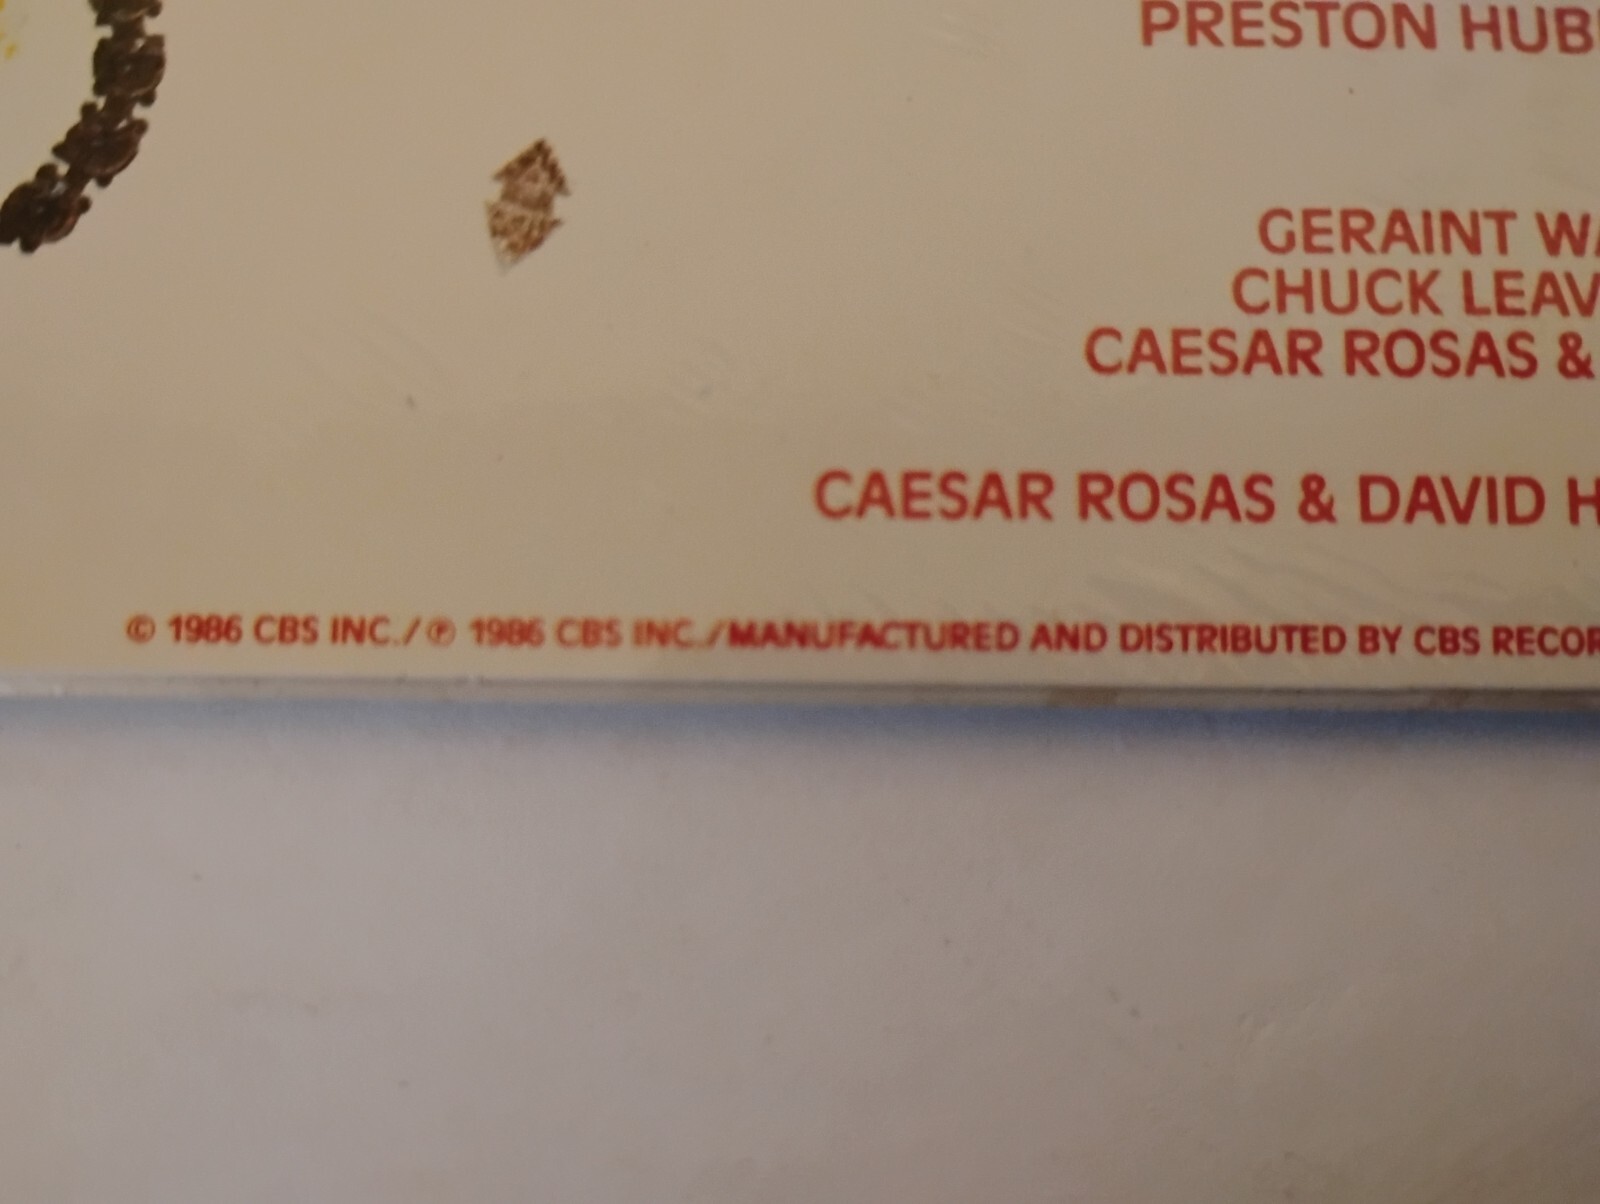 PRESTON HUB
GERAINT WA
CHUCK LEAV
CAESAR ROSAS &
CAESAR ROSAS & DAVID H
© 1986 CBS INC./℗ 1986 CBS INC./MANUFACTURED AND DISTRIBUTED BY CBS RECOR